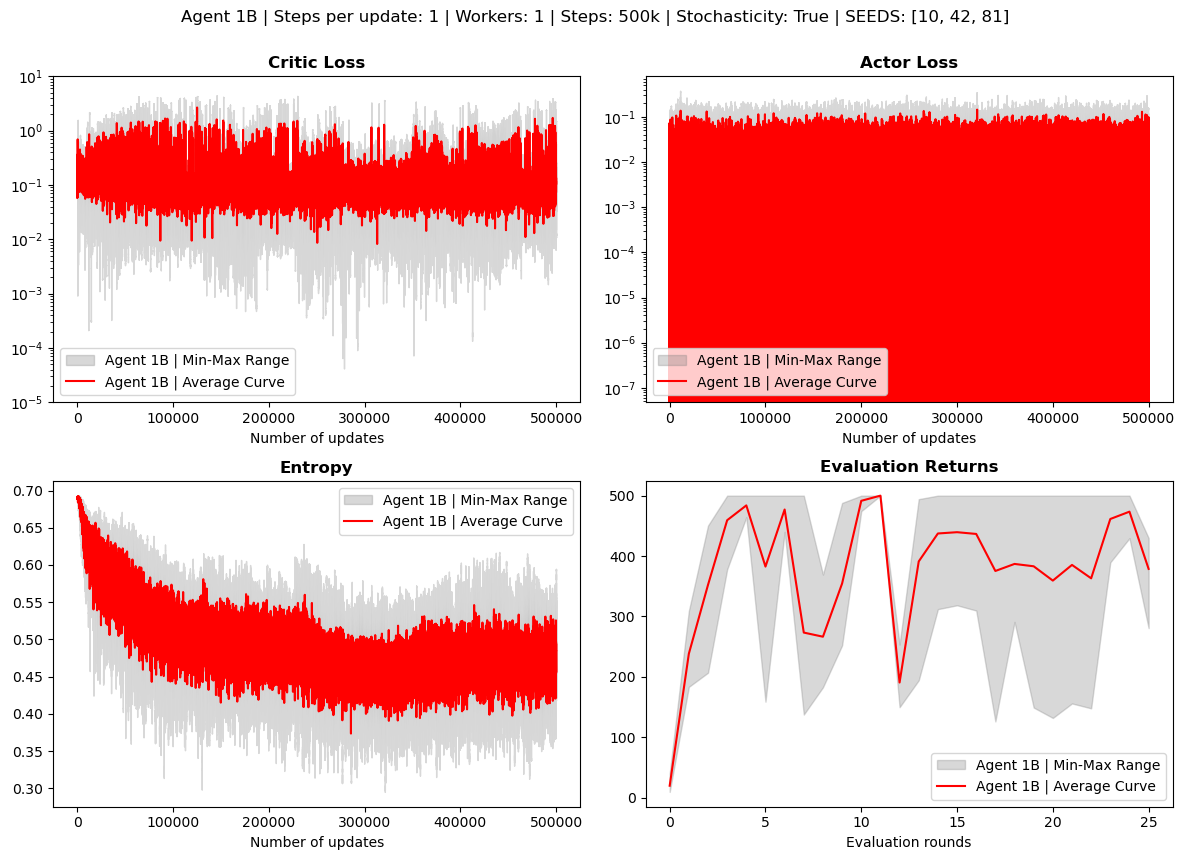 Agent 1B | Steps per update: 1 | Workers: 1 | Steps: 500k | Stochasticity: True | SEEDS: [10, 42, 81]
Critic Loss
10^1
10^0
10^-1
10^-2
10^-3
10^-4
10^-5
Agent 1B | Min-Max Range
Agent 1B | Average Curve
0 100000 200000 300000 400000 500000
Number of updates
Actor Loss
10^-1
10^-2
10^-3
10^-4
10^-5
10^-6
10^-7
Agent 1B | Min-Max Range
Agent 1B | Average Curve
0 100000 200000 300000 400000 500000
Number of updates
Entropy
0.70
0.65
0.60
0.55
0.50
0.45
0.40
0.35
0.30
Agent 1B | Min-Max Range
Agent 1B | Average Curve
0 100000 200000 300000 400000 500000
Number of updates
Evaluation Returns
500
400
300
200
100
0
Agent 1B | Min-Max Range
Agent 1B | Average Curve
0 5 10 15 20 25
Evaluation rounds